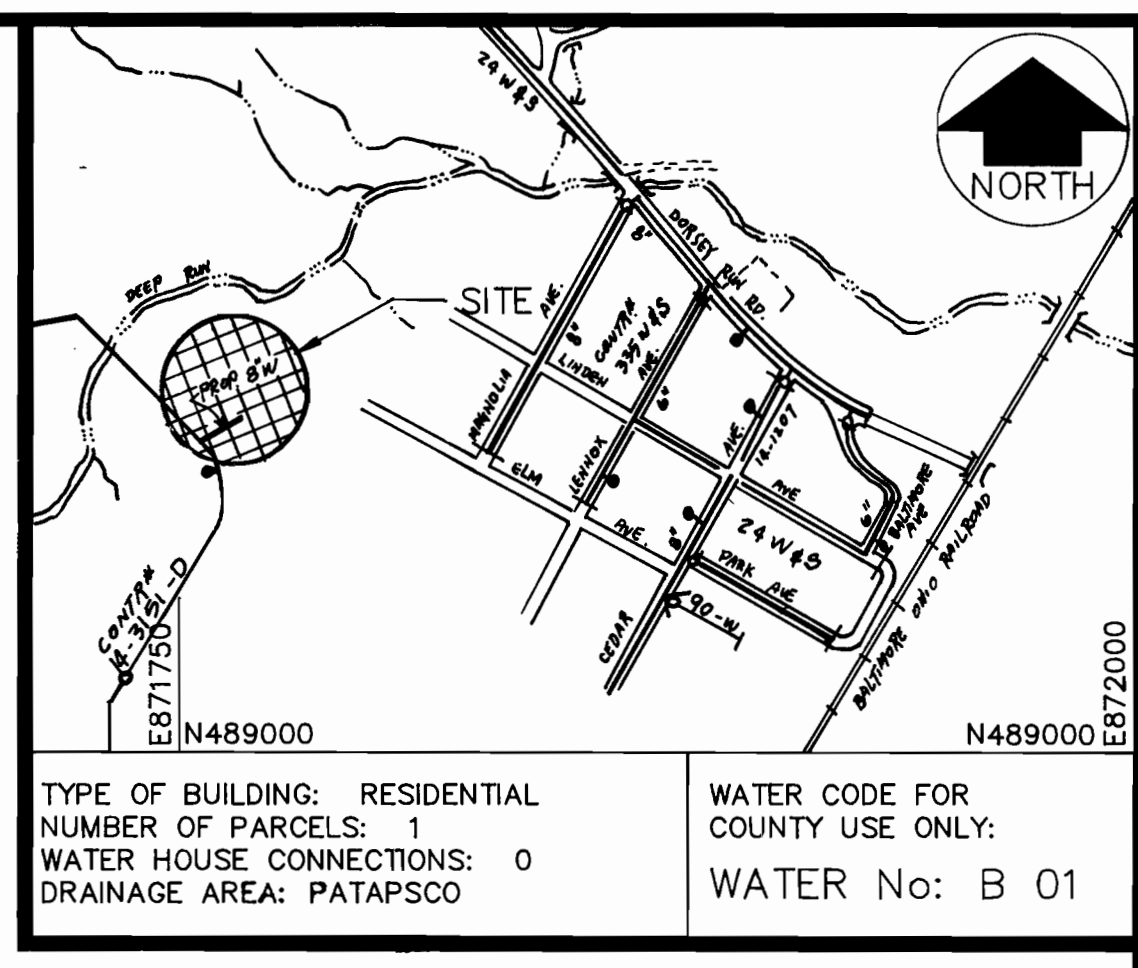 24 W & S
NORTH
DORSEY RUN RD.
8"
DEEP RUN
SITE
MAGNOLIA AVE.
8"
CONTR#
335 W & S
LINDEN AVE
LENNOX AVE.
6"
PROP 8"W
14-1207
ELM AVE.
CEDAR AVE.
8"
24 W & S
PARK AVE
6"
BALTIMORE
AVE
90-W
BALTIMORE OHIO RAILROAD
CONTR#
14-3151-D
E871750
N489000
N489000
E872000
TYPE OF BUILDING: RESIDENTIAL
NUMBER OF PARCELS: 1
WATER HOUSE CONNECTIONS: 0
DRAINAGE AREA: PATAPSCO
WATER CODE FOR
COUNTY USE ONLY:
WATER No: B 01